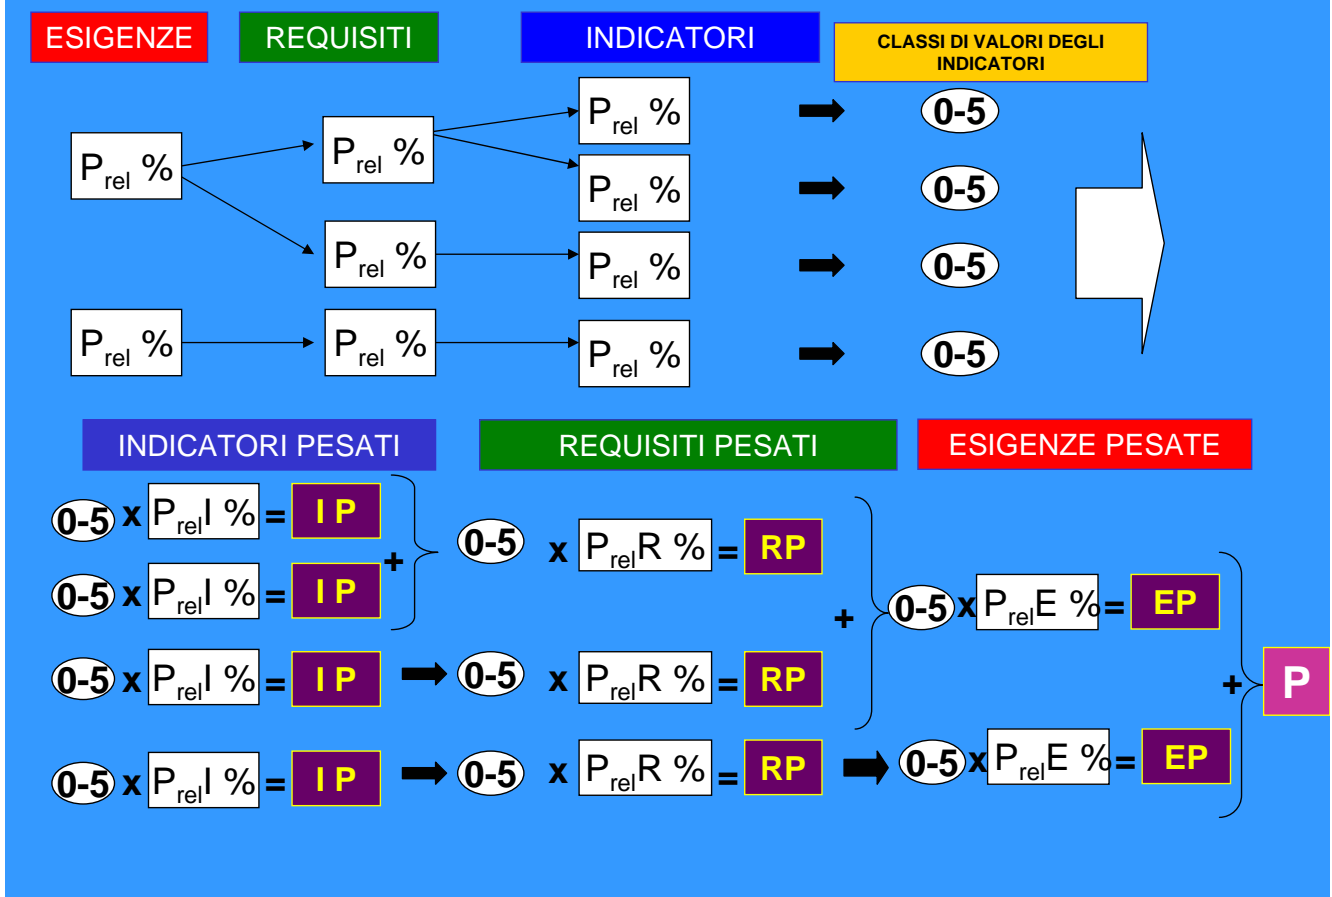 ESIGENZE
REQUISITI
INDICATORI
CLASSI DI VALORI DEGLI
INDICATORI
Prel %
Prel %
Prel %
0-5
Prel %
0-5
Prel %
Prel %
0-5
Prel %
Prel %
Prel %
0-5
INDICATORI PESATI
REQUISITI PESATI
ESIGENZE PESATE
0-5 x PrelI % = I P
+
0-5 x PrelI % = I P
0-5 x PrelR % = RP
+
0-5 x PrelE % = EP
0-5 x PrelI % = I P
0-5 x PrelR % = RP
+
P
0-5 x PrelI % = I P
0-5 x PrelR % = RP
0-5 x PrelE % = EP